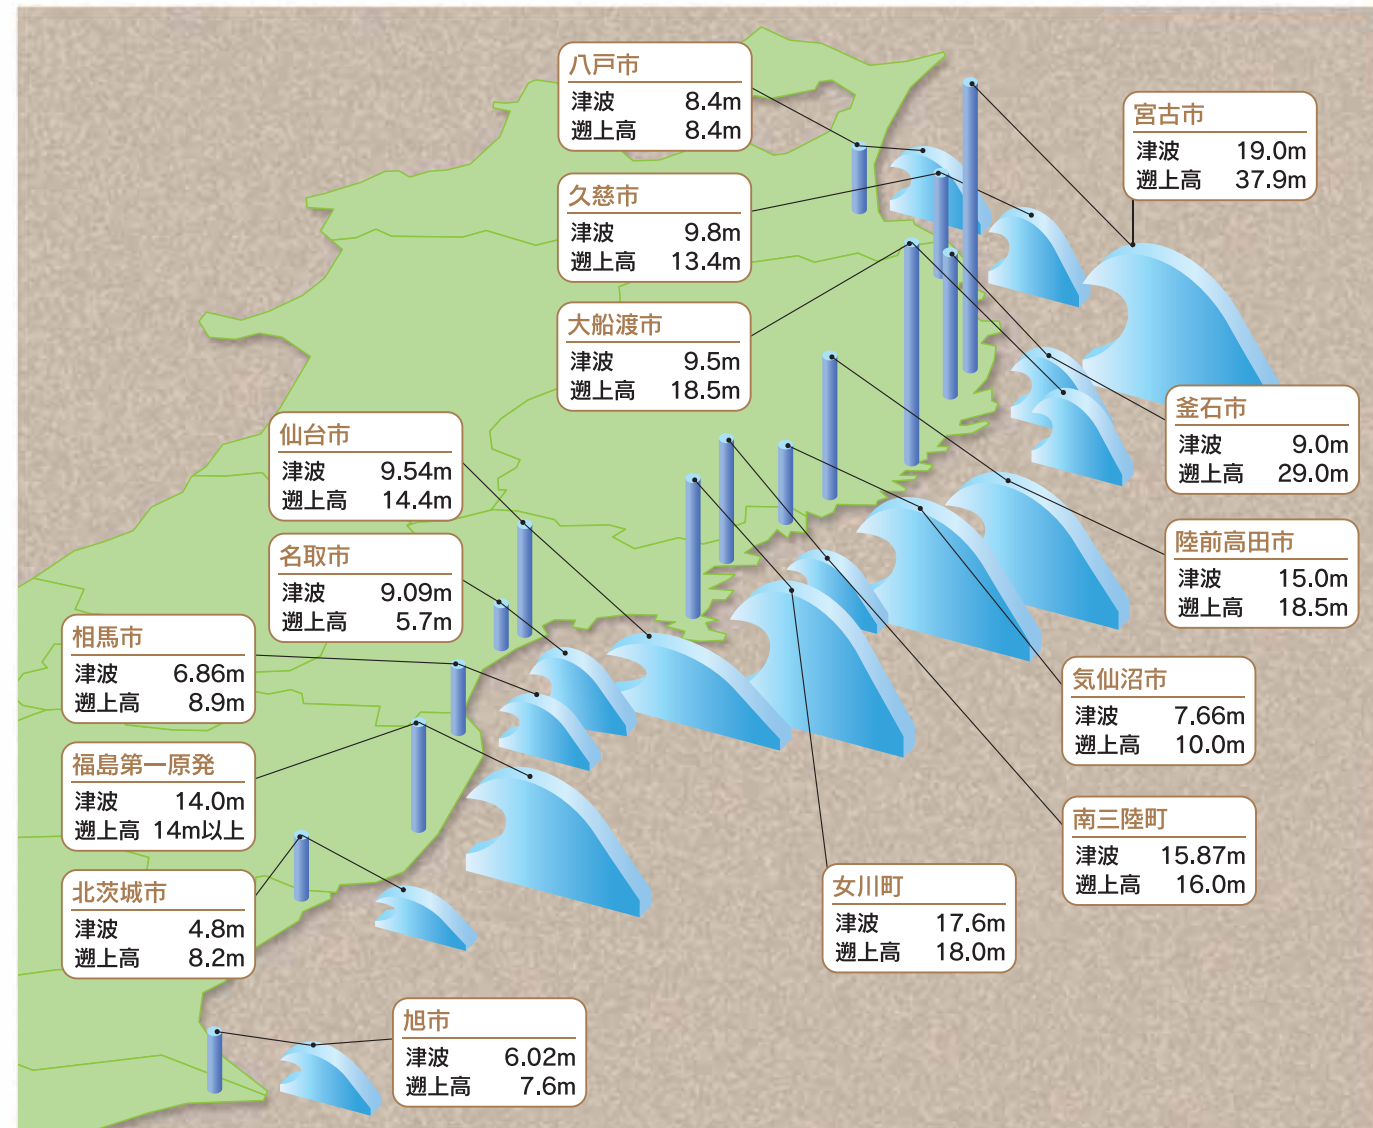 八戸市
津波 8.4m
遡上高 8.4m
宮古市
津波 19.0m
遡上高 37.9m
久慈市
津波 9.8m
遡上高 13.4m
大船渡市
津波 9.5m
遡上高 18.5m
釜石市
津波 9.0m
遡上高 29.0m
仙台市
津波 9.54m
遡上高 14.4m
陸前高田市
津波 15.0m
遡上高 18.5m
名取市
津波 9.09m
遡上高 5.7m
相馬市
津波 6.86m
遡上高 8.9m
気仙沼市
津波 7.66m
遡上高 10.0m
福島第一原発
津波 14.0m
遡上高 14m以上
南三陸町
津波 15.87m
遡上高 16.0m
北茨城市
津波 4.8m
遡上高 8.2m
女川町
津波 17.6m
遡上高 18.0m
旭市
津波 6.02m
遡上高 7.6m